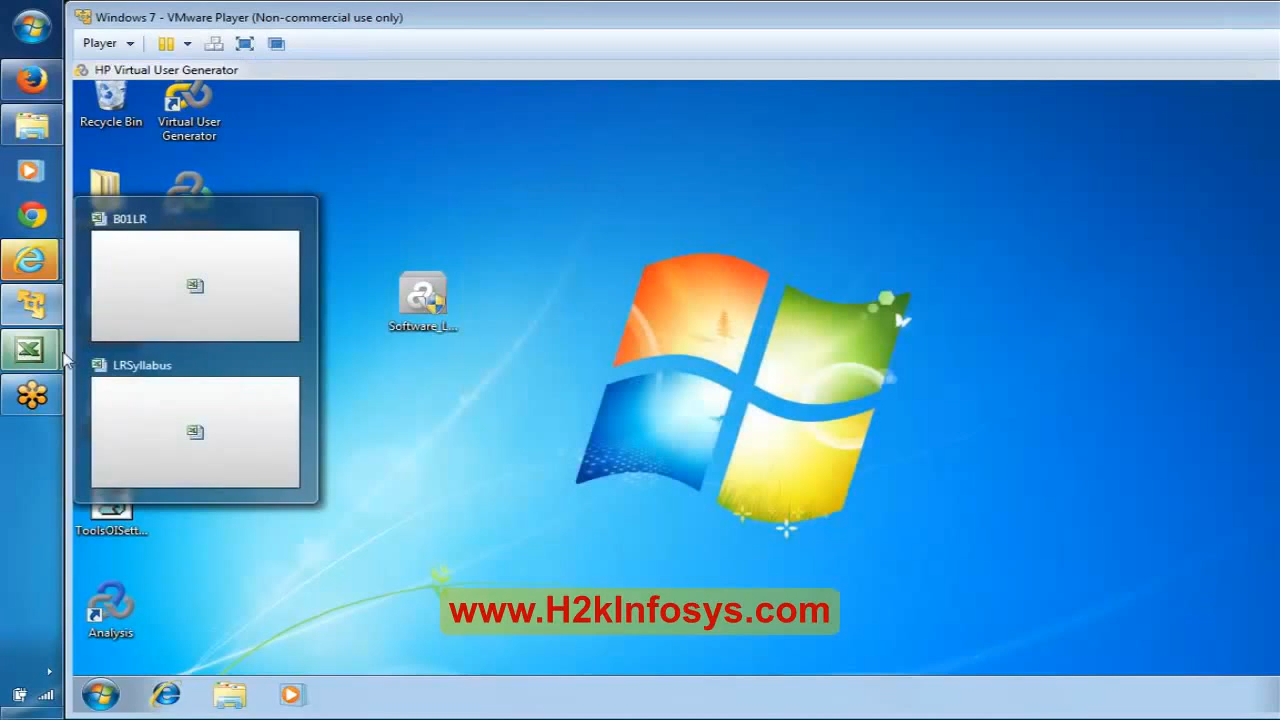 Windows 7 - VMware Player (Non-commercial use only)
Player
HP Virtual User Generator
Recycle Bin
Virtual User
Generator
B01LR
Software_L...
LRSyllabus
ToolsOISett...
Analysis
www.H2kInfosys.com